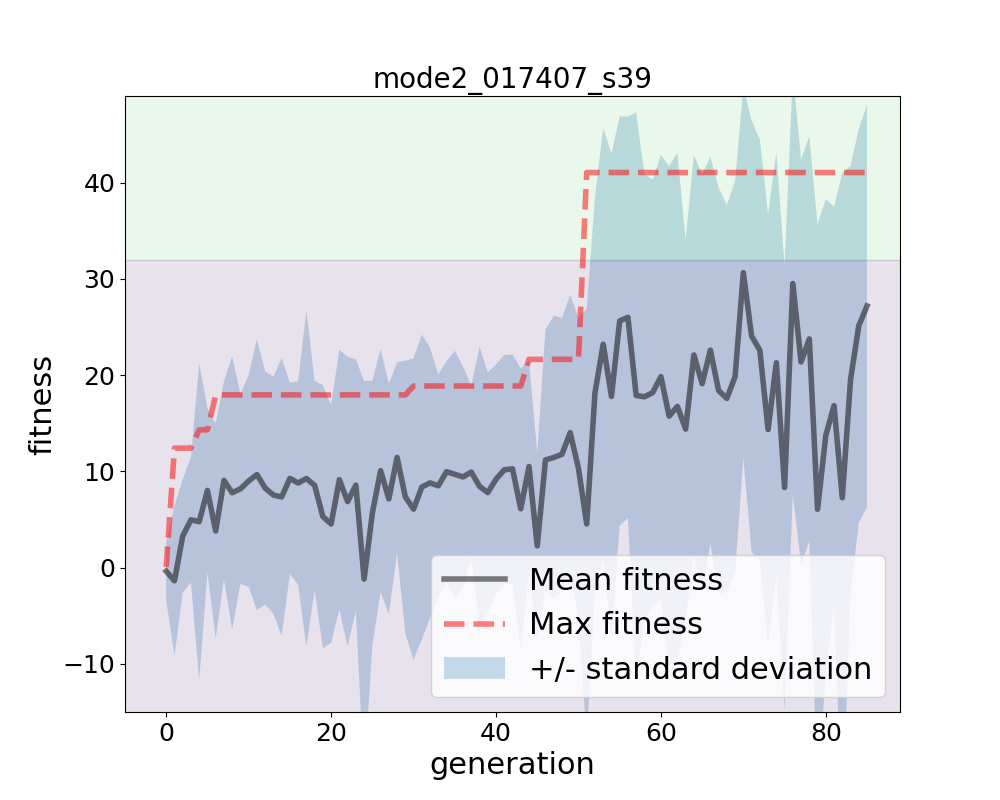 mode2_017407_s39
fitness
40
30
20
10
0
−10
0 20 40 60 80
generation
Mean fitness
Max fitness
+/- standard deviation